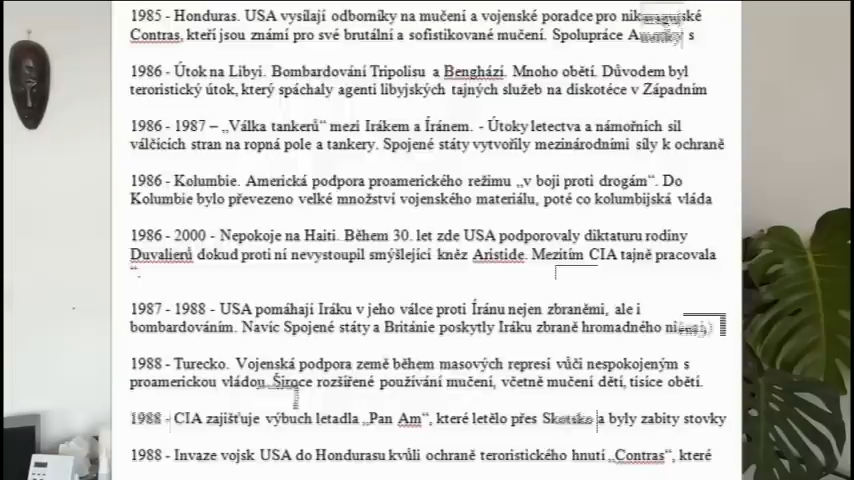 1985 - Honduras. USA vysílají odborníky na mučení a vojenské poradce pro
Contras, kteří jsou známí pro své brutální a sofistikované mučení. Spolupráce s
1986 - Útok na Libyi. Bombardování Tripolisu a Bengházi. Mnoho obětí. Důvodem byl
teroristický útok, který spáchaly agenti libyjských tajných služeb na diskotéce v Západním
1986 - 1987 – „Válka tankerů“ mezi Irákem a Íránem. - Útoky letectva a námořních sil
válčících stran na ropná pole a tankery. Spojené státy vytvořily mezinárodními síly k ochraně
1986 - Kolumbie. Americká podpora proamerického režimu „v boji proti drogám“. Do
Kolumbie bylo převezeno velké množství vojenského materiálu, poté co kolumbijská vláda
1986 - 2000 - Nepokoje na Haiti. Během 30. let zde USA podporovaly diktaturu rodiny
Duvalierů dokud proti ní nevystoupil smýšlející kněz Aristide. Mezitím CIA tajně pracovala
“.
1987 - 1988 - USA pomáhají Iráku v jeho válce proti Íránu nejen zbraněmi, ale i
bombardováním. Navíc Spojené státy a Británie poskytly Iráku zbraně hromadného
1988 - Turecko. Vojenská podpora země během masových represí vůči nespokojeným s
proamerickou vládou. Široce rozšířené používání mučení, včetně mučení dětí, tisíce obětí.
1988 - CIA zajišťuje výbuch letadla „Pan Am“, které letělo přes a byly zabity stovky
1988 - Invaze vojsk USA do Hondurasu kvůli ochraně teroristického hnutí „Contras“, které